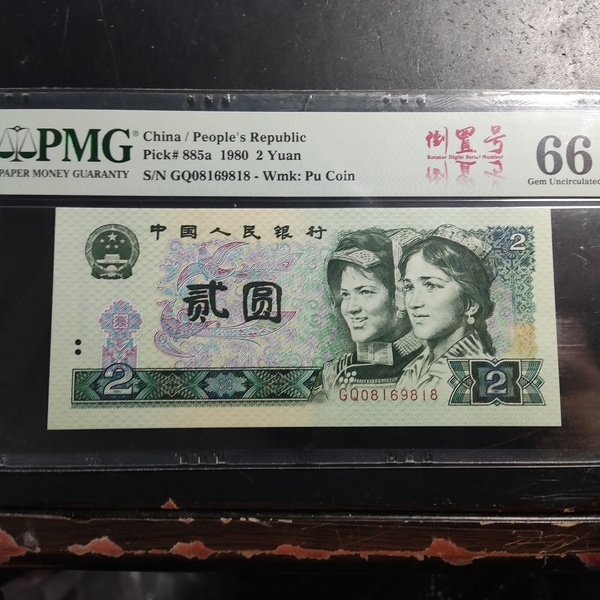 PMG
PAPER MONEY GUARANTY
China / People's Republic
Pick# 885a 1980 2 Yuan
S/N GQ08169818 - Wmk: Pu Coin
倒置号
Rotator Digits Serial Number
66
Gem Uncirculated
中国人民银行
贰圆
2
2
2
GQ08169818